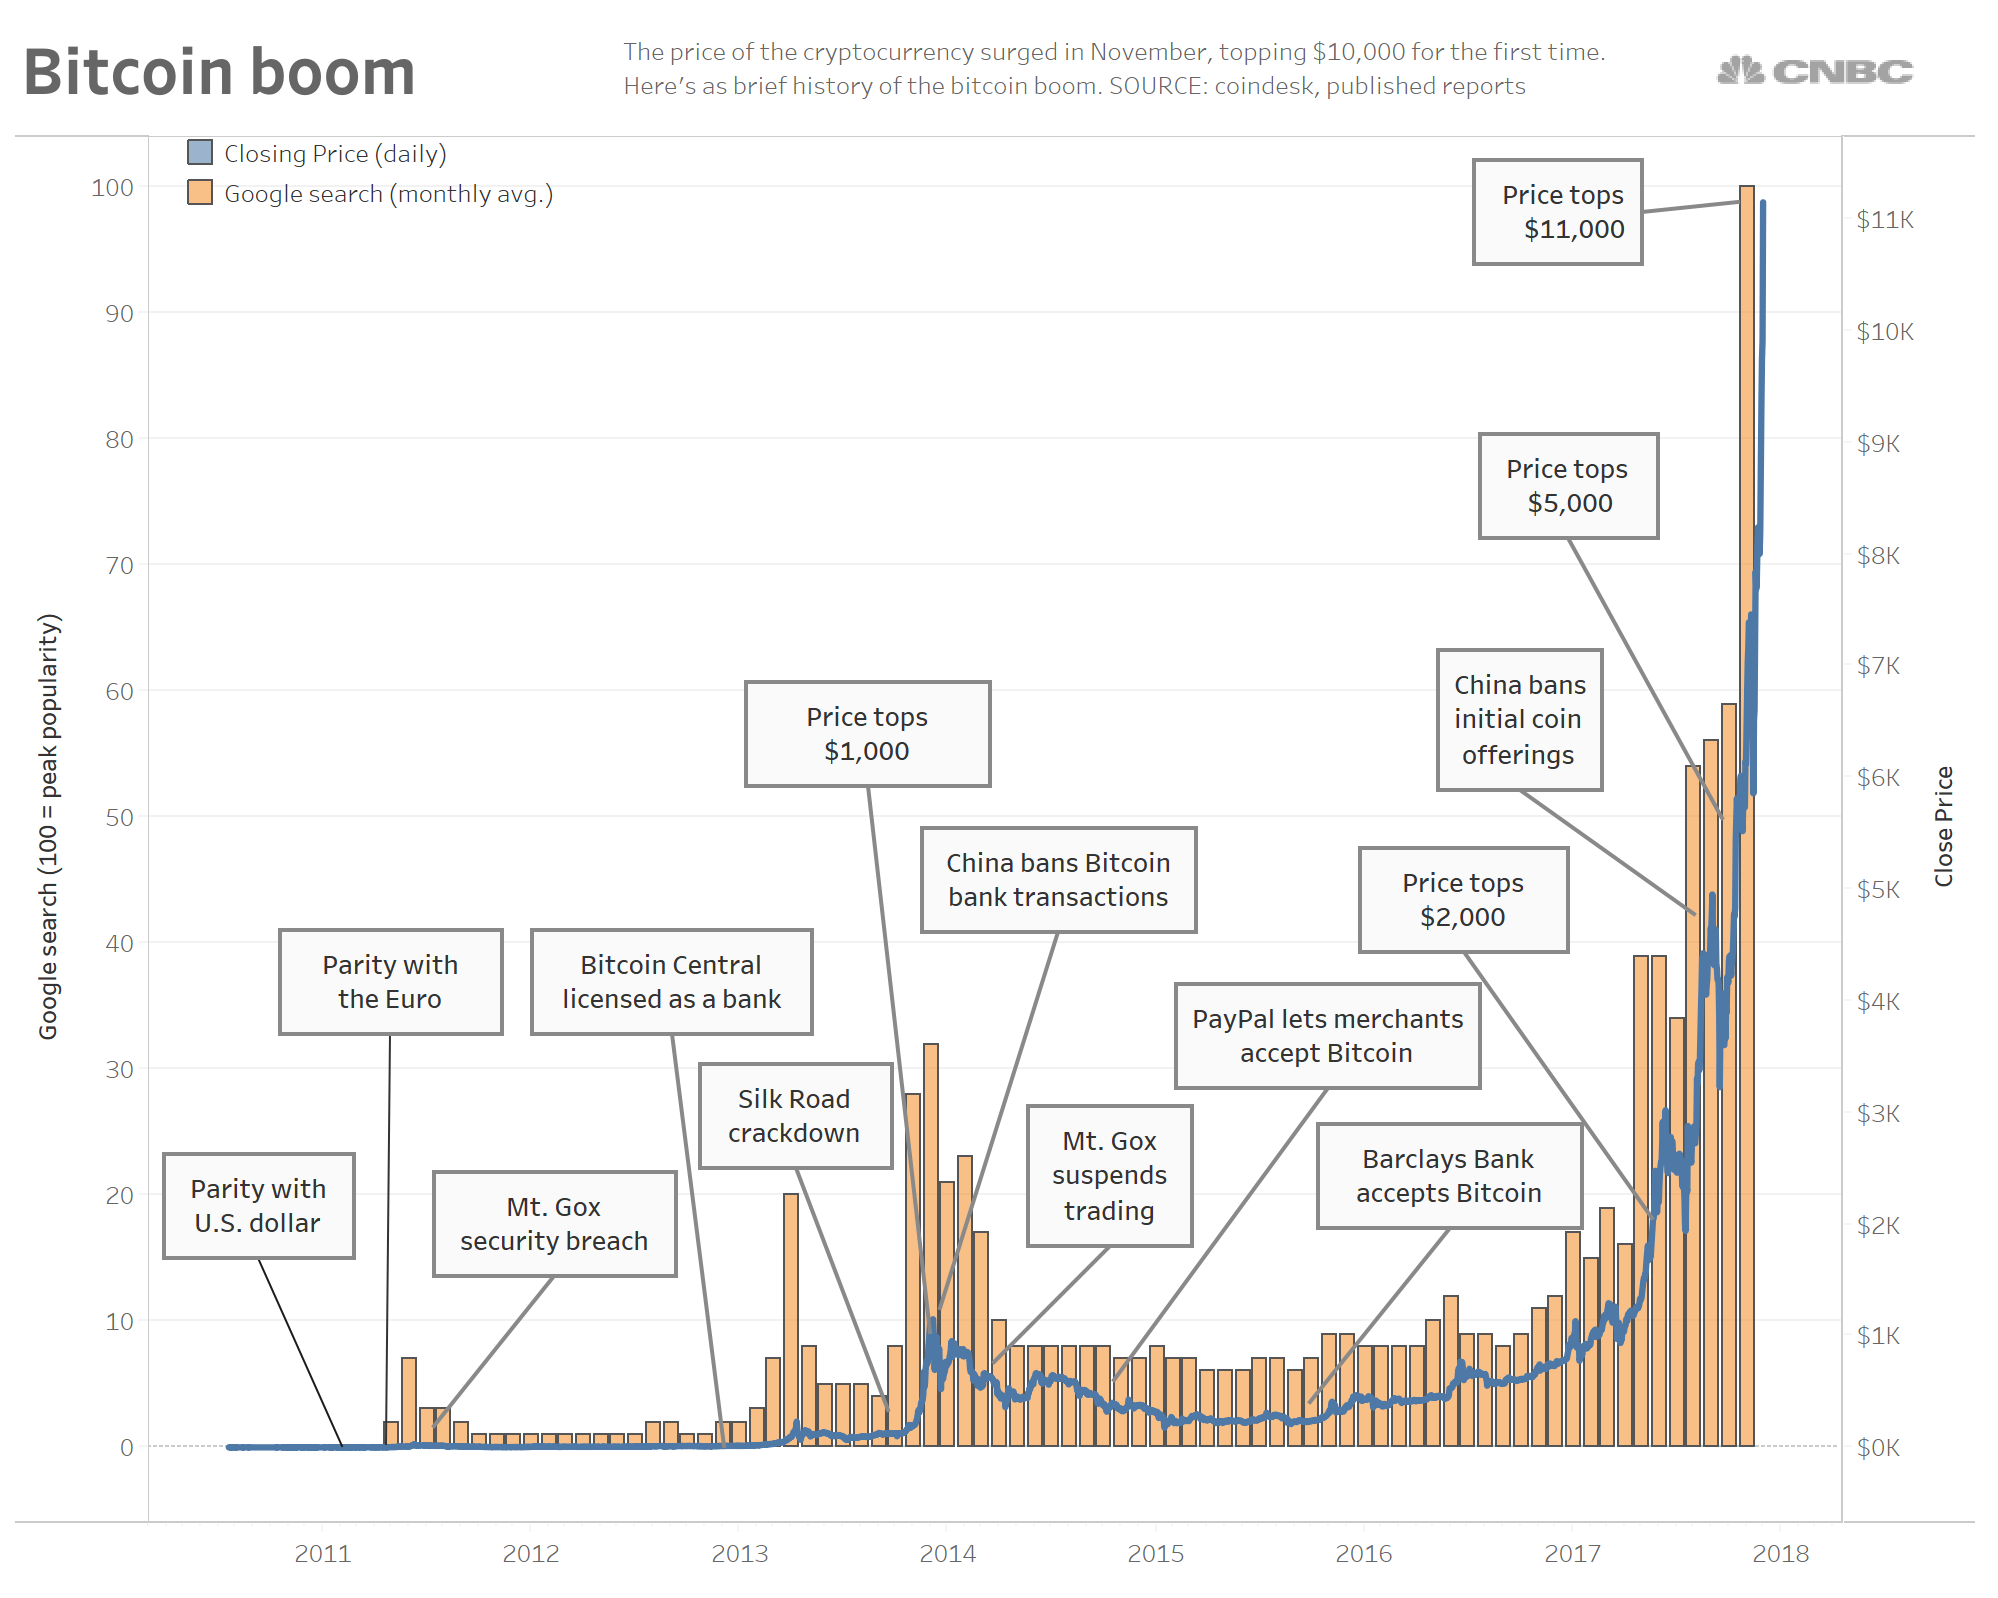 Bitcoin boom
The price of the cryptocurrency surged in November, topping $10,000 for the first time.
Here's as brief history of the bitcoin boom. SOURCE: coindesk, published reports
CNBC
Closing Price (daily)
Google search (monthly avg.)
Google search (100 = peak popularity)
100
90
80
70
60
50
40
30
20
10
0
Parity with
U.S. dollar
Parity with
the Euro
Mt. Gox
security breach
Bitcoin Central
licensed as a bank
Silk Road
crackdown
Price tops
$1,000
China bans Bitcoin
bank transactions
Mt. Gox
suspends
trading
PayPal lets merchants
accept Bitcoin
Barclays Bank
accepts Bitcoin
Price tops
$2,000
China bans
initial coin
offerings
Price tops
$5,000
Price tops
$11,000
$11K
$10K
$9K
$8K
$7K
$6K
$5K
$4K
$3K
$2K
$1K
$0K
Close Price
2011
2012
2013
2014
2015
2016
2017
2018